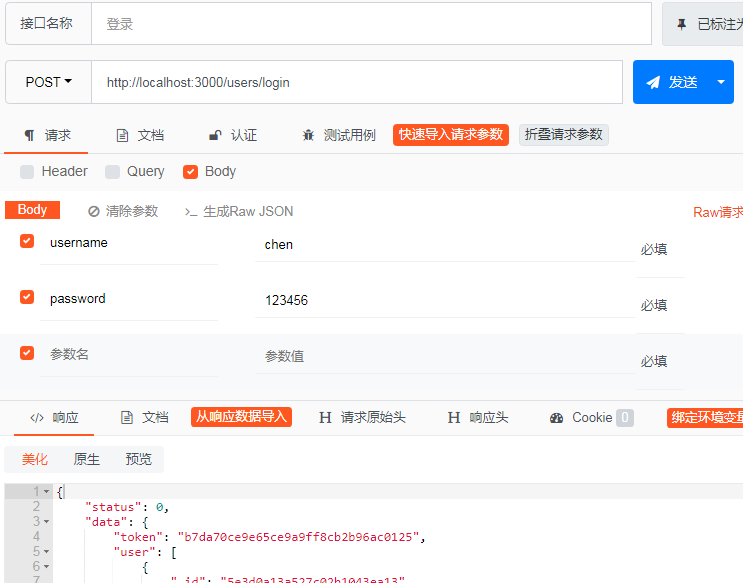 接口名称 登录 已标注为
POST http://localhost:3000/users/login 发送
请求 文档 认证 测试用例 快速导入请求参数 折叠请求参数
Header Query Body
Body 清除参数 生成Raw JSON Raw请求
username chen 必填
password 123456 必填
参数名 参数值 必填
响应 文档 从响应数据导入 H 请求原始头 H 响应头 Cookie 0 绑定环境变量
美化 原生 预览
1 {
2 "status": 0,
3 "data": {
4 "token": "b7da70ce9e65ce9a9ff8cb2b96ac0125",
5 "user": [
6 {
7 "_id": "5e3d0a13a527c02b1043ea13",